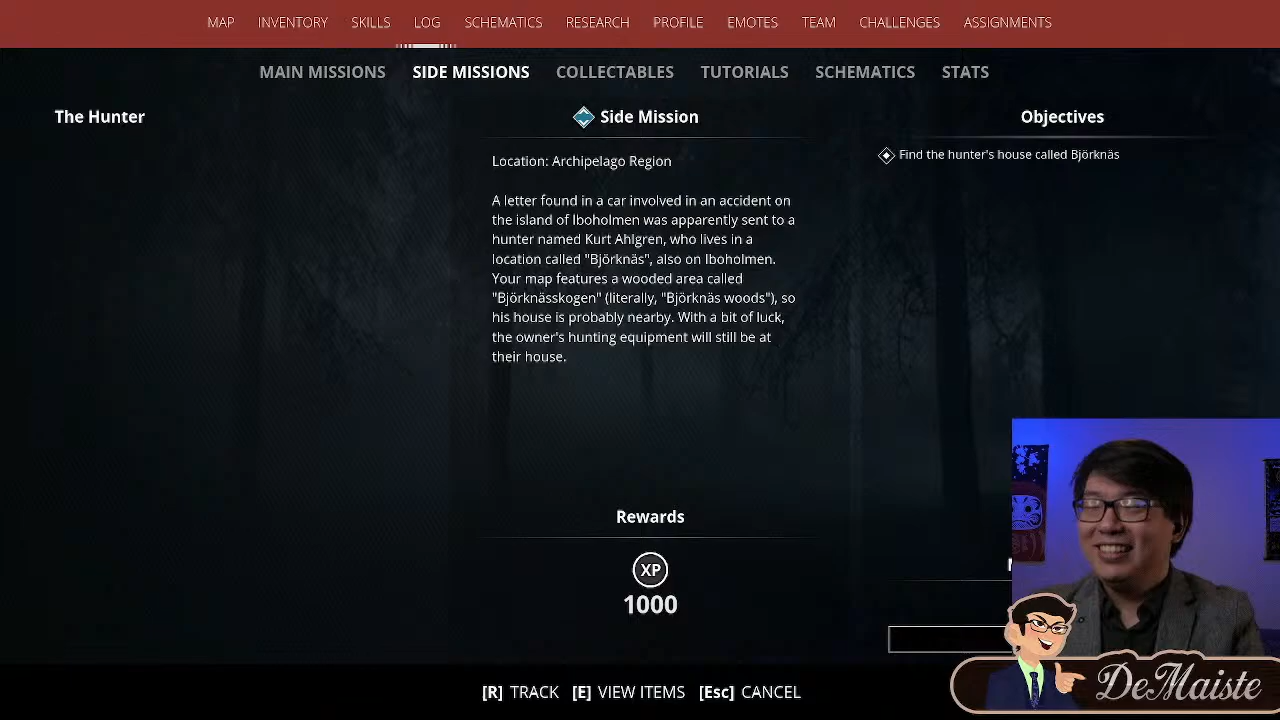 MAP INVENTORY SKILLS LOG SCHEMATICS RESEARCH PROFILE EMOTES TEAM CHALLENGES ASSIGNMENTS
MAIN MISSIONS SIDE MISSIONS COLLECTABLES TUTORIALS SCHEMATICS STATS
The Hunter
Side Mission
Location: Archipelago Region
A letter found in a car involved in an accident on
the island of Iboholmen was apparently sent to a
hunter named Kurt Ahlgren, who lives in a
location called "Björknäs", also on Iboholmen.
Your map features a wooded area called
"Björknässkogen" (literally, "Björknäs woods"), so
his house is probably nearby. With a bit of luck,
the owner's hunting equipment will still be at
their house.
Rewards
XP
1000
Objectives
Find the hunter's house called Björknäs
[R] TRACK [E] VIEW ITEMS [Esc] CANCEL
DeMaiste